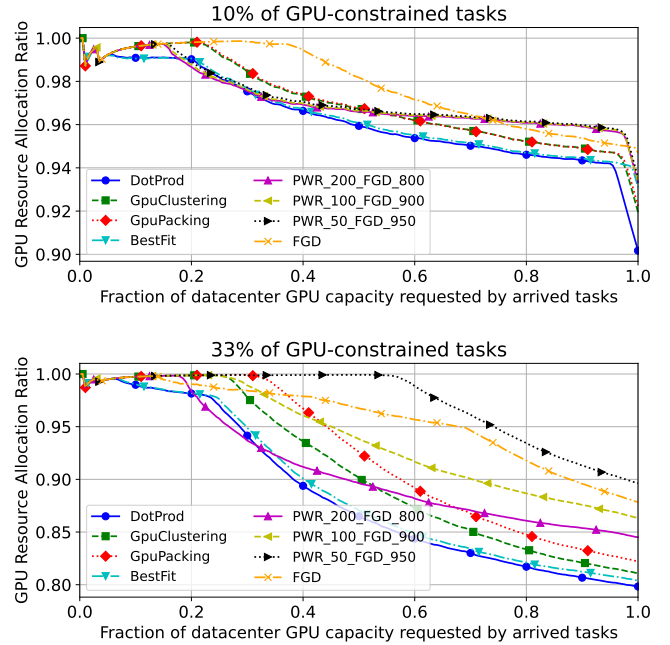 10% of GPU-constrained tasks
GPU Resource Allocation Ratio
1.00
0.98
0.96
0.94
0.92
0.90
DotProd
GpuClustering
GpuPacking
BestFit
PWR_200_FGD_800
PWR_100_FGD_900
PWR_50_FGD_950
FGD
0.0 0.2 0.4 0.6 0.8 1.0
Fraction of datacenter GPU capacity requested by arrived tasks
33% of GPU-constrained tasks
GPU Resource Allocation Ratio
1.00
0.95
0.90
0.85
0.80
DotProd
GpuClustering
GpuPacking
BestFit
PWR_200_FGD_800
PWR_100_FGD_900
PWR_50_FGD_950
FGD
0.0 0.2 0.4 0.6 0.8 1.0
Fraction of datacenter GPU capacity requested by arrived tasks